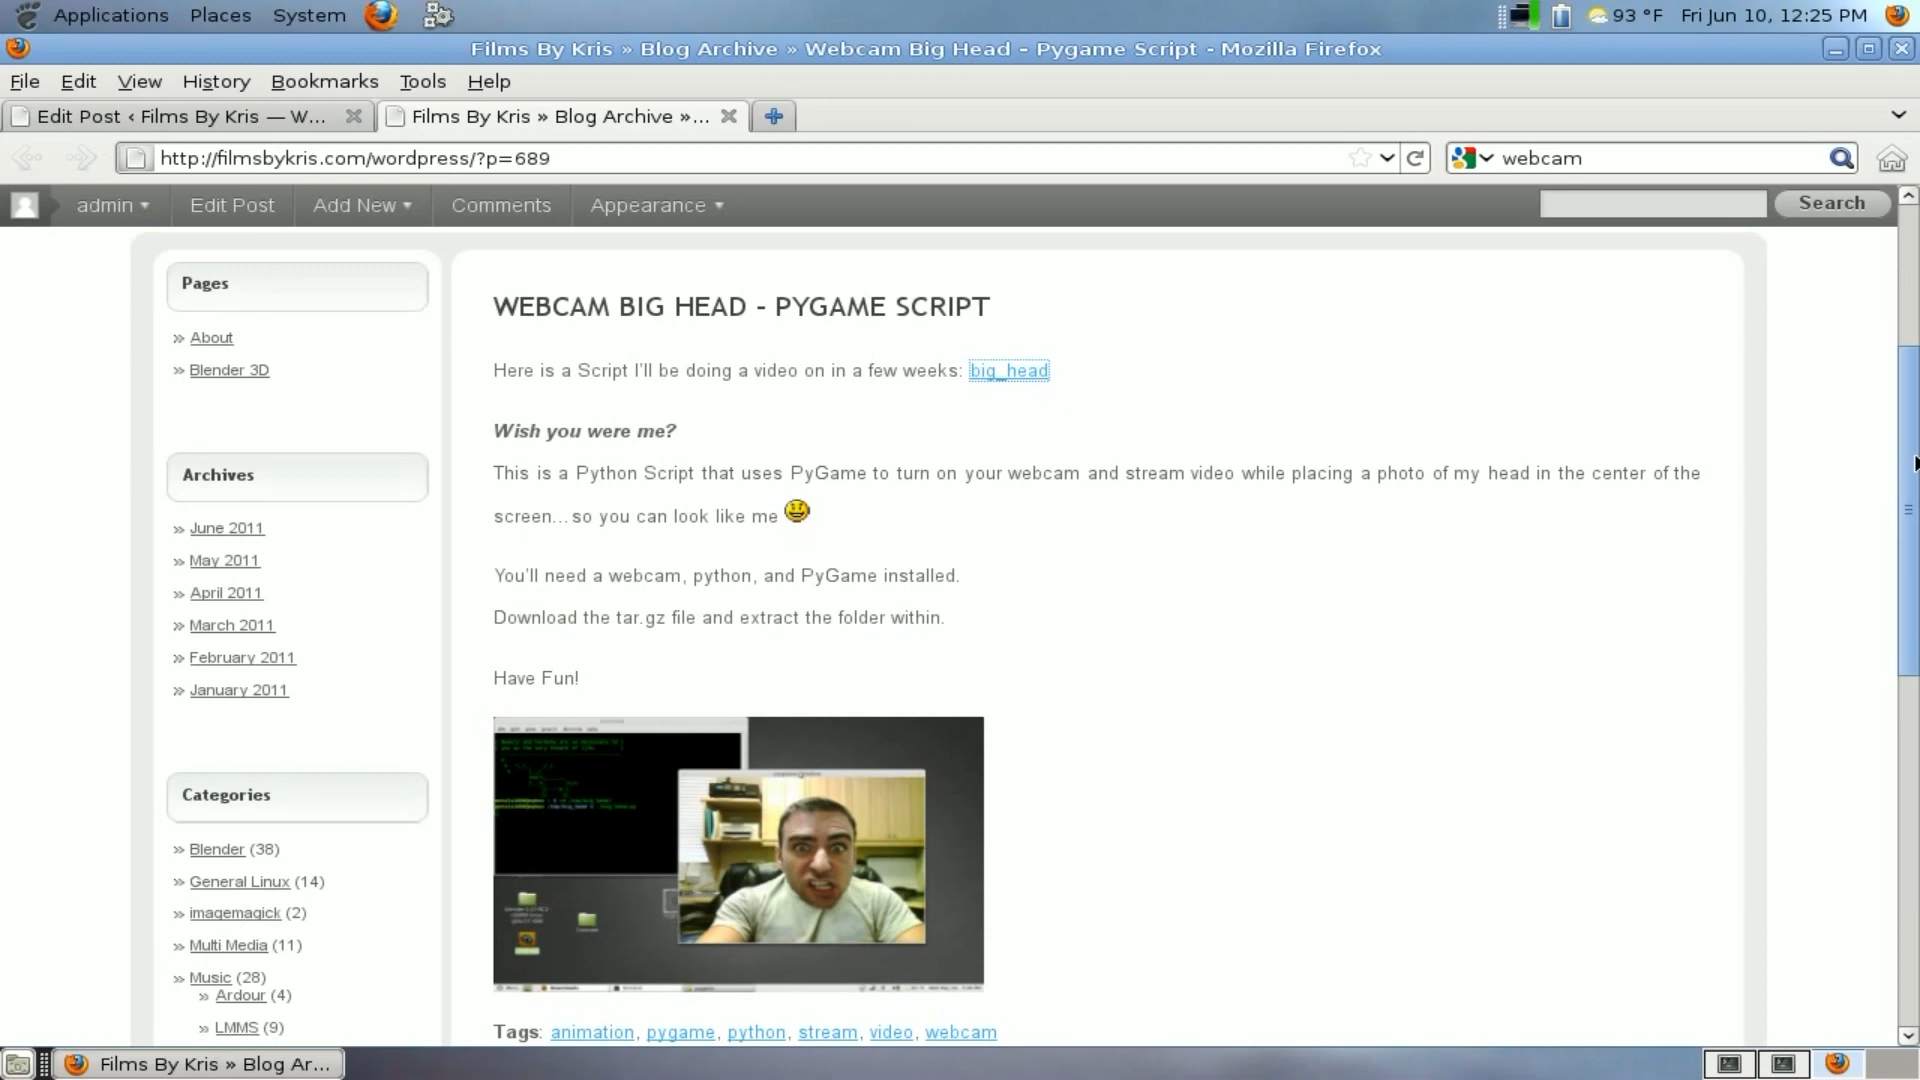 Applications Places System 93 °F Fri Jun 10, 12:25 PM
Films By Kris » Blog Archive » Webcam Big Head - Pygame Script - Mozilla Firefox
File Edit View History Bookmarks Tools Help
Edit Post ‹ Films By Kris — W... Films By Kris » Blog Archive »...
http://filmsbykris.com/wordpress/?p=689 webcam
admin Edit Post Add New Comments Appearance Search
Pages
» About
» Blender 3D
Archives
» June 2011
» May 2011
» April 2011
» March 2011
» February 2011
» January 2011
Categories
» Blender (38)
» General Linux (14)
» imagemagick (2)
» Multi Media (11)
» Music (28)
» Ardour (4)
» LMMS (9)
WEBCAM BIG HEAD - PYGAME SCRIPT
Here is a Script I'll be doing a video on in a few weeks: big_head
Wish you were me?
This is a Python Script that uses PyGame to turn on your webcam and stream video while placing a photo of my head in the center of the
screen... so you can look like me
You'll need a webcam, python, and PyGame installed.
Download the tar.gz file and extract the folder within.
Have Fun!
Tags: animation, pygame, python, stream, video, webcam
Films By Kris » Blog Ar...